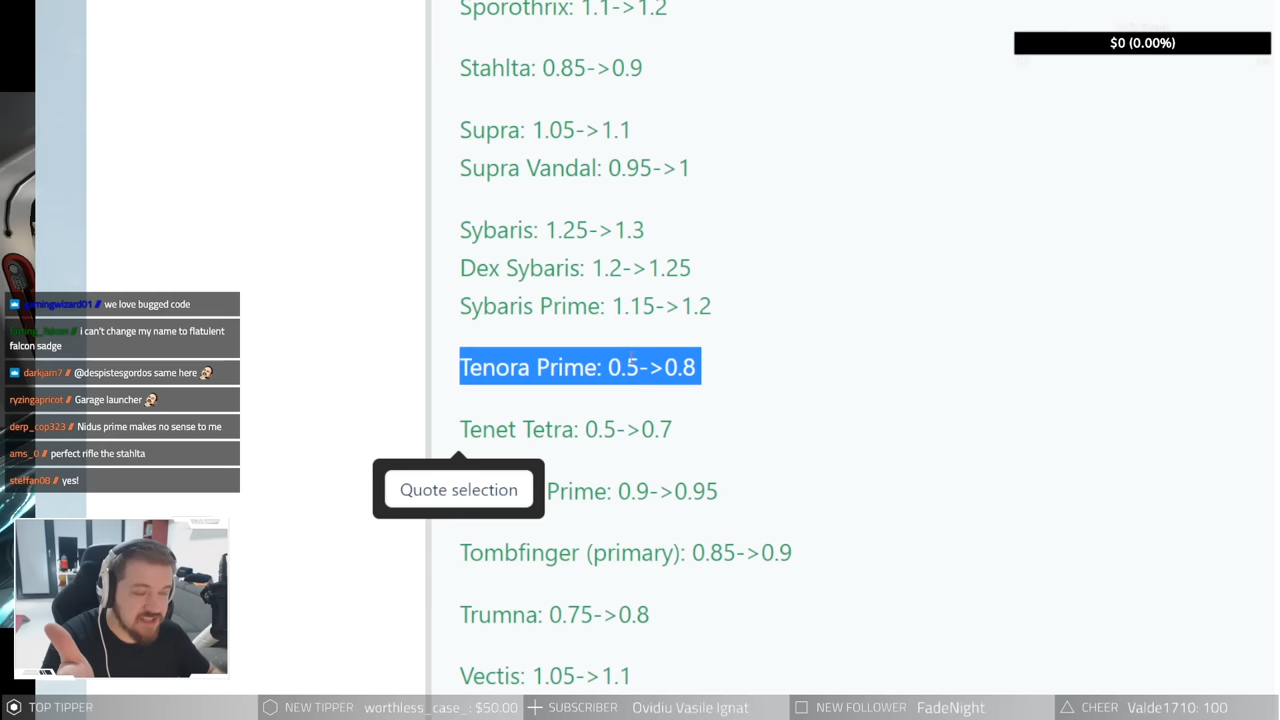 Sporothrix: 1.1->1.2
$0 (0.00%)
Stahlta: 0.85->0.9
Supra: 1.05->1.1
Supra Vandal: 0.95->1
Sybaris: 1.25->1.3
Dex Sybaris: 1.2->1.25
Sybaris Prime: 1.15->1.2
Tenora Prime: 0.5->0.8
Tenet Tetra: 0.5->0.7
Quote selection
Prime: 0.9->0.95
Tombfinger (primary): 0.85->0.9
Trumna: 0.75->0.8
Vectis: 1.05->1.1
// we love bugged code
// i can't change my name to flatulent
falcon sadge
darkjam7 // @despistesgordos same here
ryzingapricot // Garage launcher
derp_cop323 // Nidus prime makes no sense to me
ams_0 // perfect rifle the stahlta
steffan08 // yes!
TOP TIPPER
NEW TIPPER worthless_case_: $50.00
SUBSCRIBER Ovidiu Vasile Ignat
NEW FOLLOWER FadeNight
CHEER Valde1710: 100